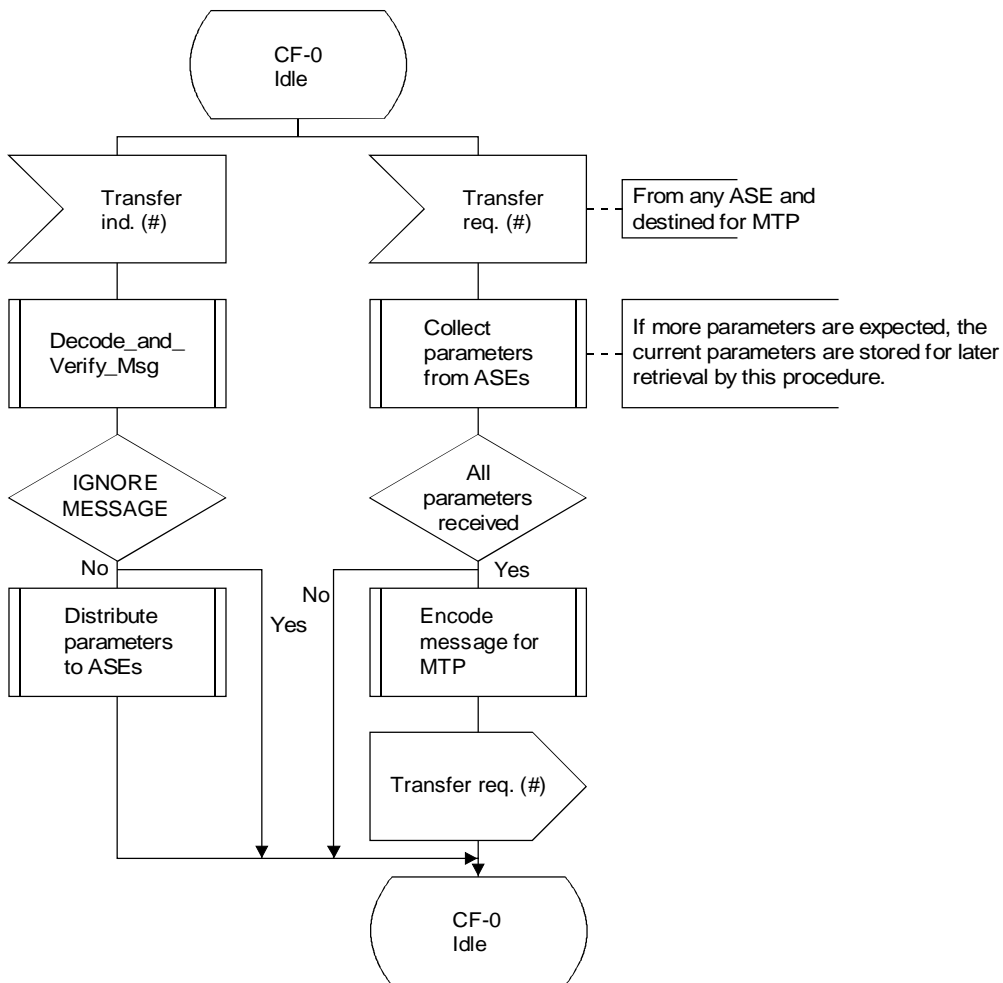 CF-0
Idle
Transfer
ind. (#)
Transfer
req. (#)
From any ASE and
destined for MTP
Decode_and_
Verify_Msg
Collect
parameters
from ASEs
If more parameters are expected, the
current parameters are stored for later
retrieval by this procedure.
IGNORE
MESSAGE
All
parameters
received
No
Yes
No
Yes
Distribute
parameters
to ASEs
Encode
message for
MTP
Transfer req. (#)
CF-0
Idle